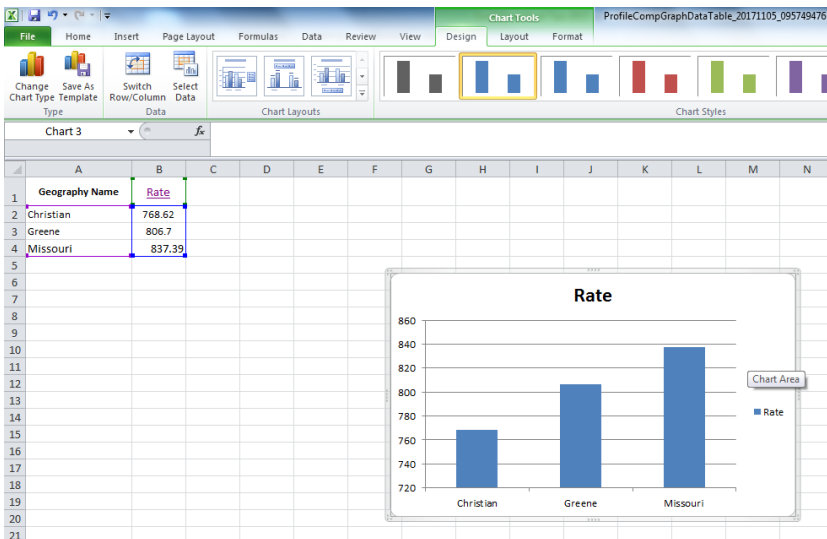 Chart Tools
ProfileCompGraphDataTable_20171105_095749476
File Home Insert Page Layout Formulas Data Review View Design Layout Format
Change Chart Type
Save As Template
Switch Row/Column
Select Data
Type Data Chart Layouts Chart Styles
Chart 3 fx
A B C D E F G H I J K L M N
1 Geography Name Rate
2 Christian 768.62
3 Greene 806.7
4 Missouri 837.39
5
6
7
8
9
10
11
12
13
14
15
16
17
18
19
20
21
Rate
860
840
820
800
780
760
740
720
Christian Greene Missouri
Chart Area
Rate